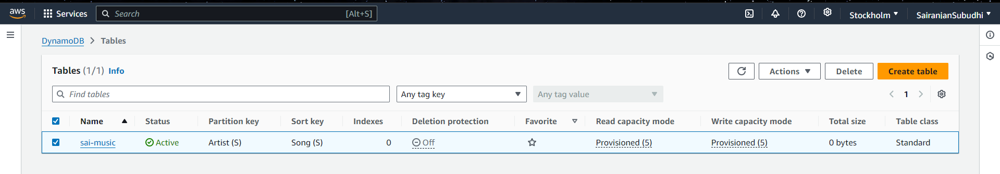 aws Services Search [Alt+S] Stockholm SairanjanSubudhi
DynamoDB Tables
Tables (1/1) Info Actions Delete Create table
Find tables Any tag key Any tag value 1
Name Status Partition key Sort key Indexes Deletion protection Favorite Read capacity mode Write capacity mode Total size Table class
sai-music Active Artist (S) Song (S) 0 Off Provisioned (5) Provisioned (5) 0 bytes Standard